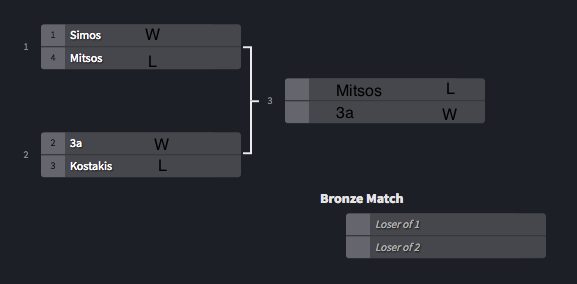 1 Simos W
1
4 Mitsos L
Mitsos L
3
3a W
2 3a W
2
3 Kostakis L
Bronze Match
Loser of 1
Loser of 2